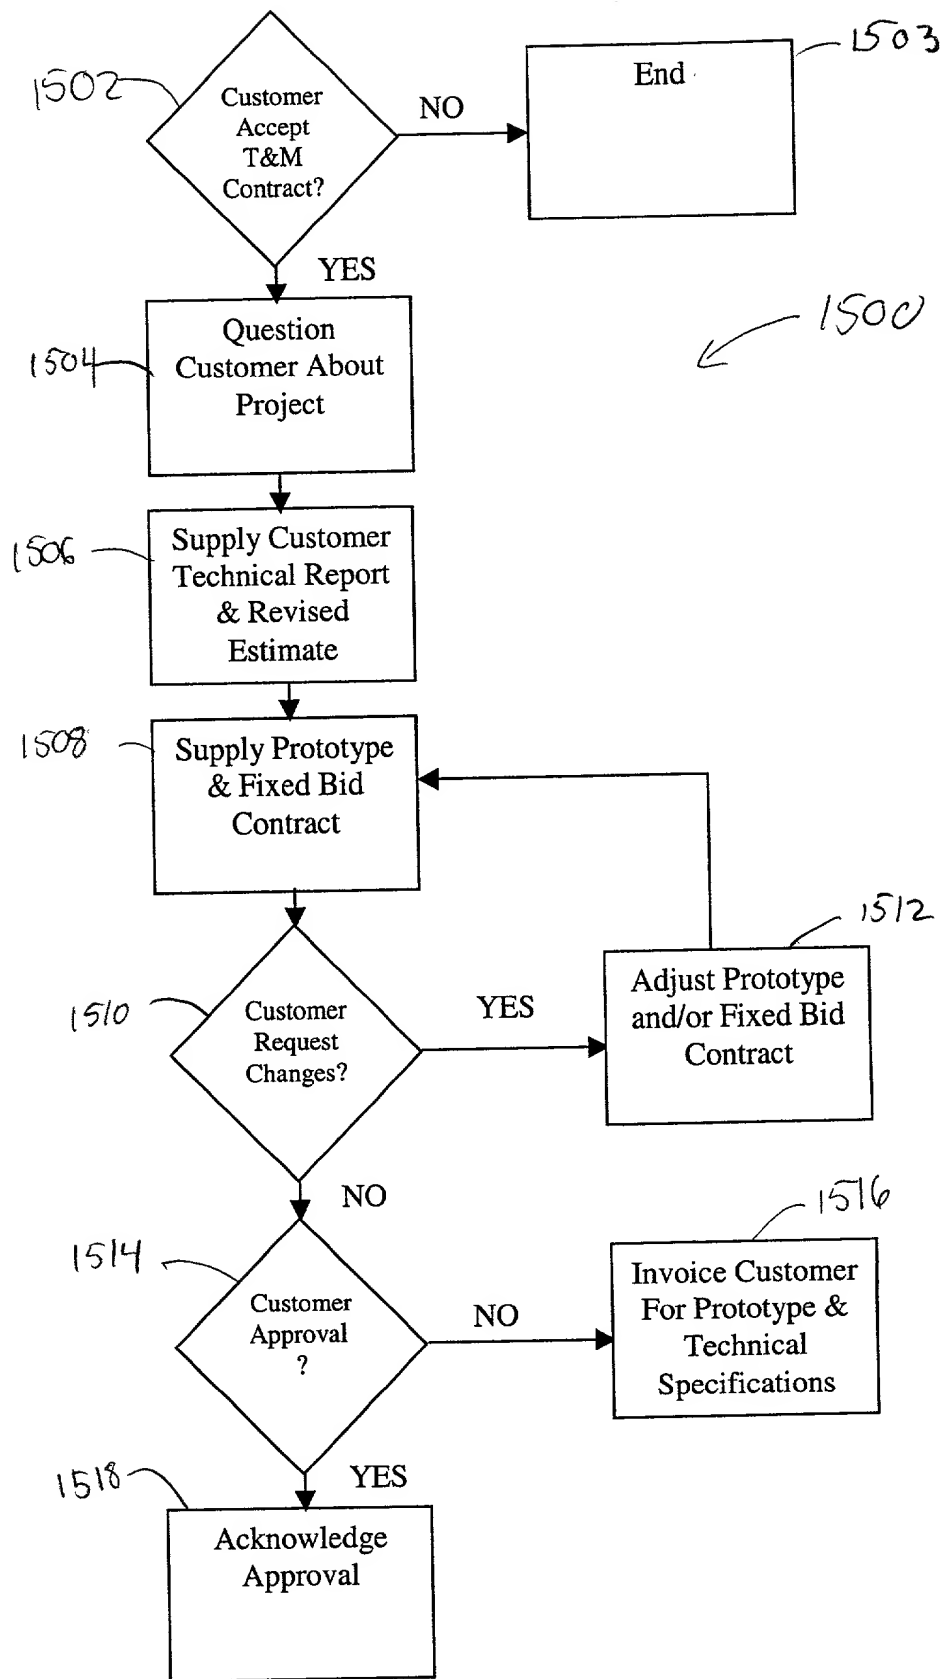 1502
Customer
Accept
T&M
Contract?
NO
End
1503
YES
1500
1504
Question
Customer About
Project
1506
Supply Customer
Technical Report
& Revised
Estimate
1508
Supply Prototype
& Fixed Bid
Contract
1510
Customer
Request
Changes?
YES
1512
Adjust Prototype
and/or Fixed Bid
Contract
NO
1514
Customer
Approval
?
NO
1516
Invoice Customer
For Prototype &
Technical
Specifications
YES
1518
Acknowledge
Approval